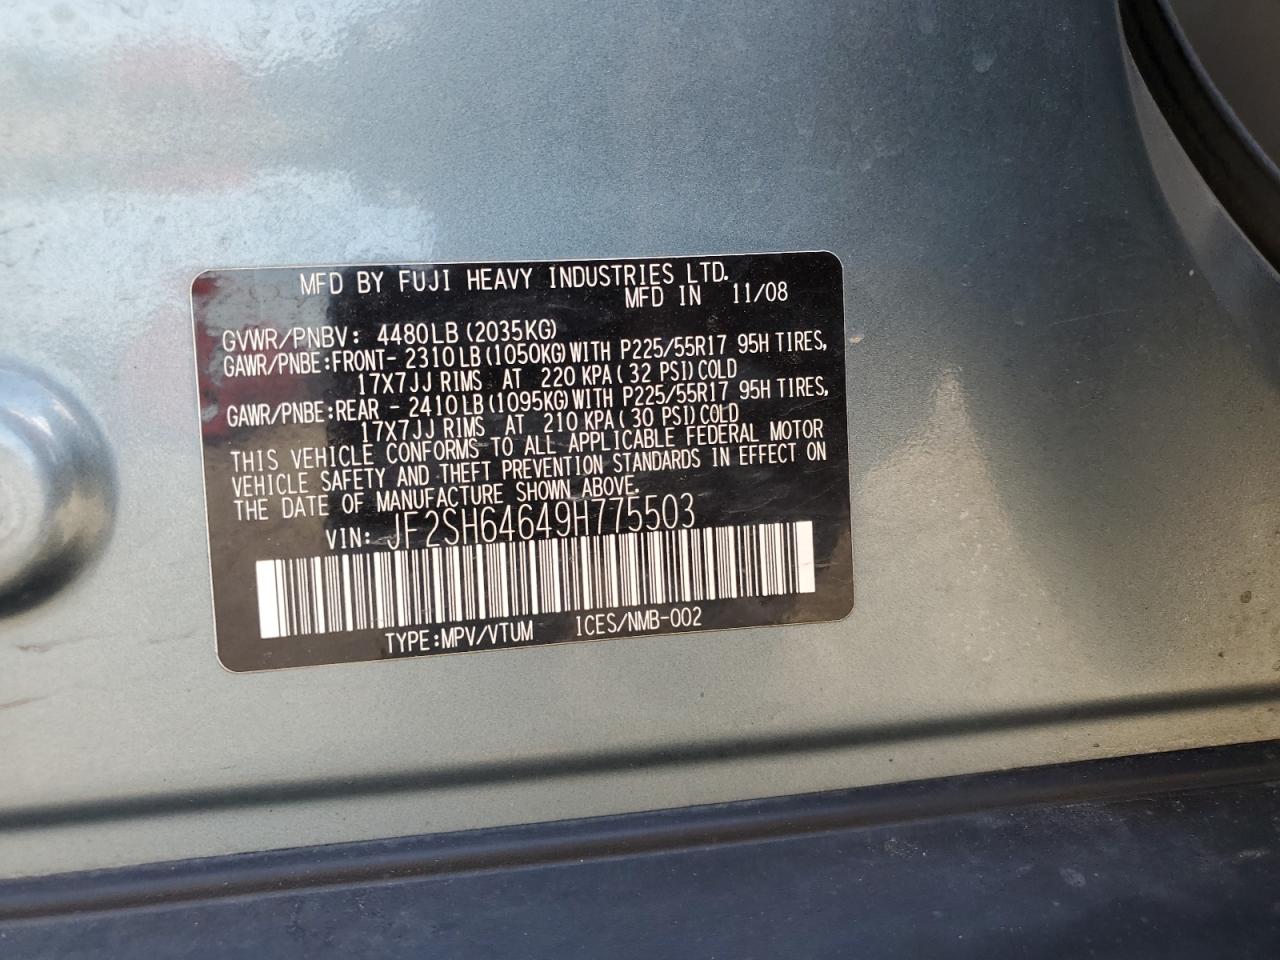 MFD BY FUJI HEAVY INDUSTRIES LTD.
MFD IN 11/08
GVWR/PNBV: 4480LB (2035KG)
GAWR/PNBE:FRONT- 2310LB(1050KG)WITH P225/55R17 95H TIRES,
17X7JJ RIMS AT 220 KPA( 32 PSI)COLD
GAWR/PNBE:REAR - 2410LB(1095KG)WITH P225/55R17 95H TIRES,
17X7JJ RIMS AT 210 KPA( 30 PSI)COLD
THIS VEHICLE CONFORMS TO ALL APPLICABLE FEDERAL MOTOR
VEHICLE SAFETY AND THEFT PREVENTION STANDARDS IN EFFECT ON
THE DATE OF MANUFACTURE SHOWN ABOVE.
VIN: JF2SH64649H775503
TYPE:MPV/VTUM ICES/NMB-002